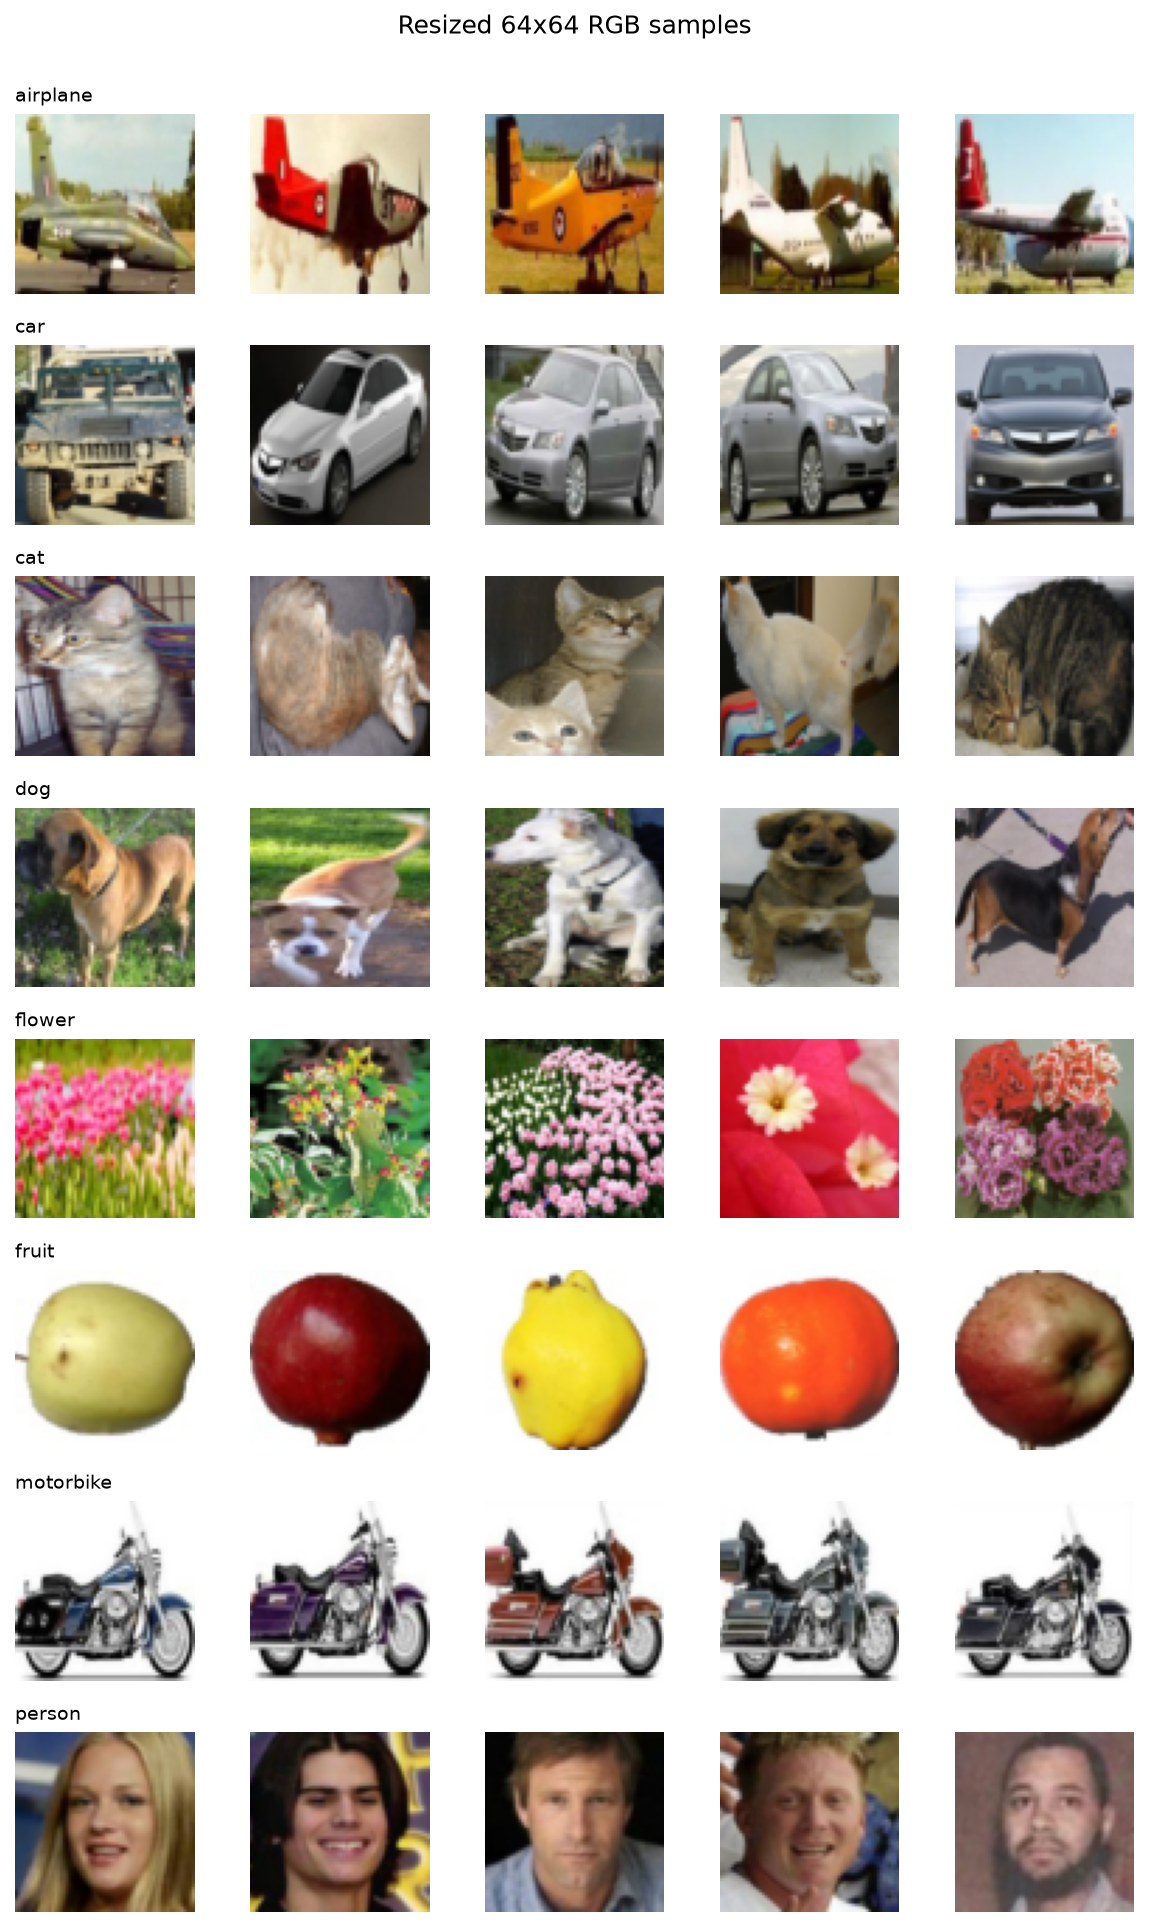 Resized 64x64 RGB samples
airplane
car
cat
dog
flower
fruit
motorbike
person